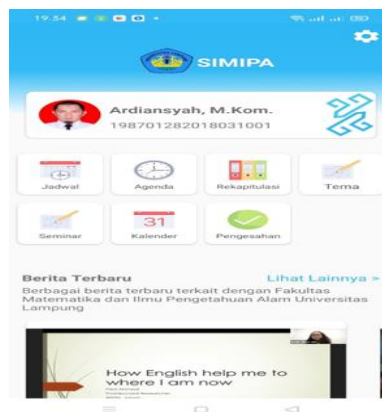 19.54
SIMIPA
Ardiansyah, M.Kom.
198701282018031001
Jadwal
Agenda
Rekapitulasi
Tema
Seminar
31
Kalender
Pengesahan
Berita Terbaru
Lihat Lainnya >
Berbagai berita terbaru terkait dengan Fakultas
Matematika dan Ilmu Pengetahuan Alam Universitas
Lampung
How English help me to
where I am now